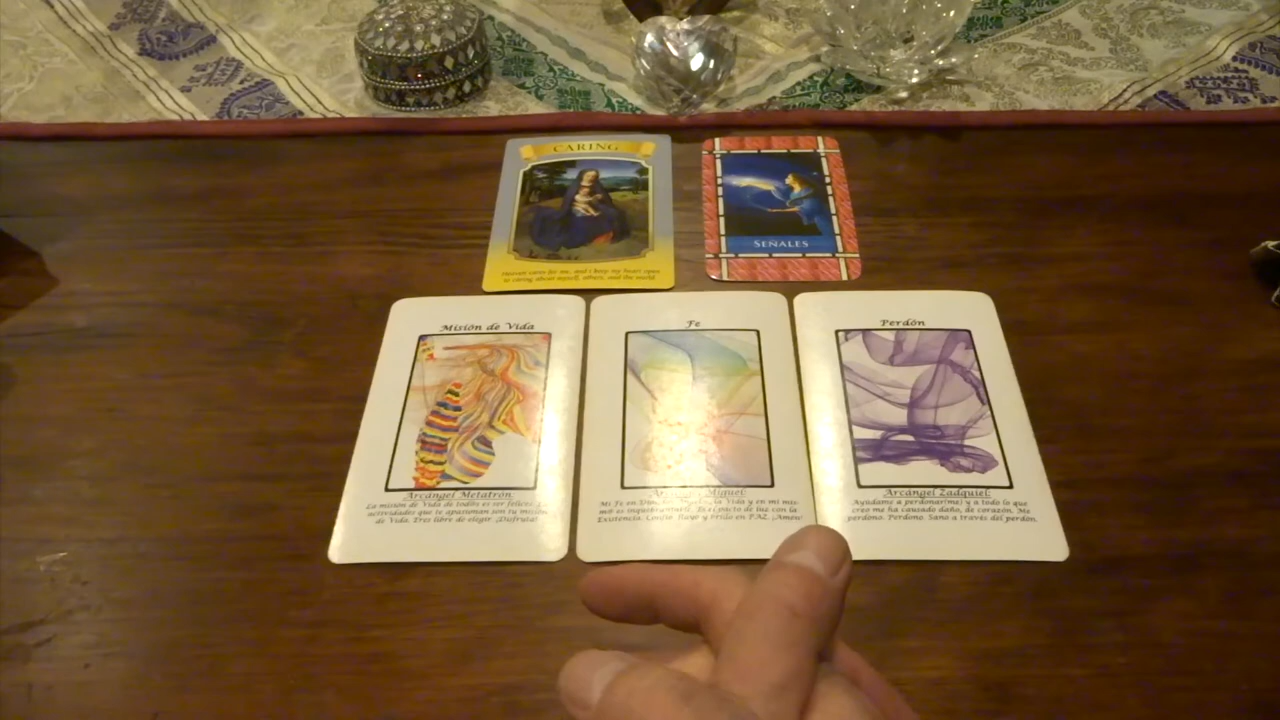 CARING
Heaven cares for me, and I keep my heart open
to caring about myself, others, and the world.
SEÑALES
Misión de Vida
Arcángel Metatrón:
La misión de Vida de todos es ser felices
actividades que te apasionan son tu misión
de Vida. Eres libre de elegir. ¡Disfruta!
Fe
Miguel:
Mi Fe en la Vida y en mi mis
mo es inquebrantable. Es el pacto de luz con la
Existencia. Confío. Rayo y Brillo en PAZ. ¡Amen!
Perdón
Arcángel Zadquiel:
Ayúdame a perdonar(me) y a todo lo que
creo me ha causado daño, de corazón. Me
perdono. Perdono. Sano a través del perdón.